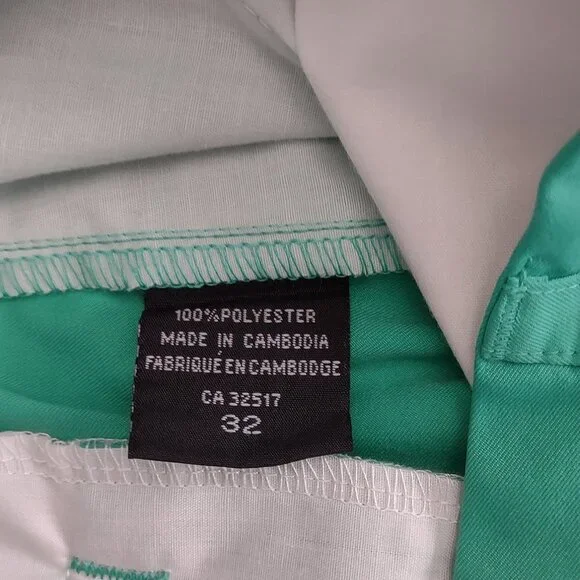 100%POLYESTER
MADE IN CAMBODIA
FABRIQUÉ EN CAMBODGE
CA 32517
32